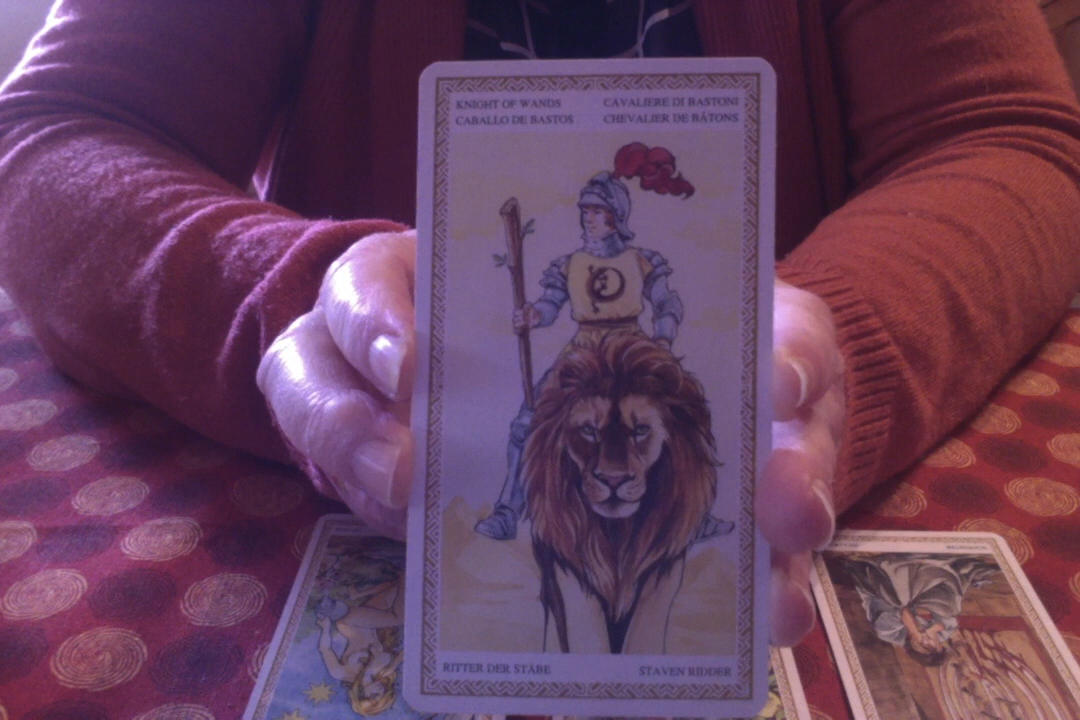 KNIGHT OF WANDS
CABALLO DE BASTOS
CAVALIERE DI BASTONI
CHEVALIER DE BÂTONS
RITTER DER STÄBE
STAVEN RIDDER